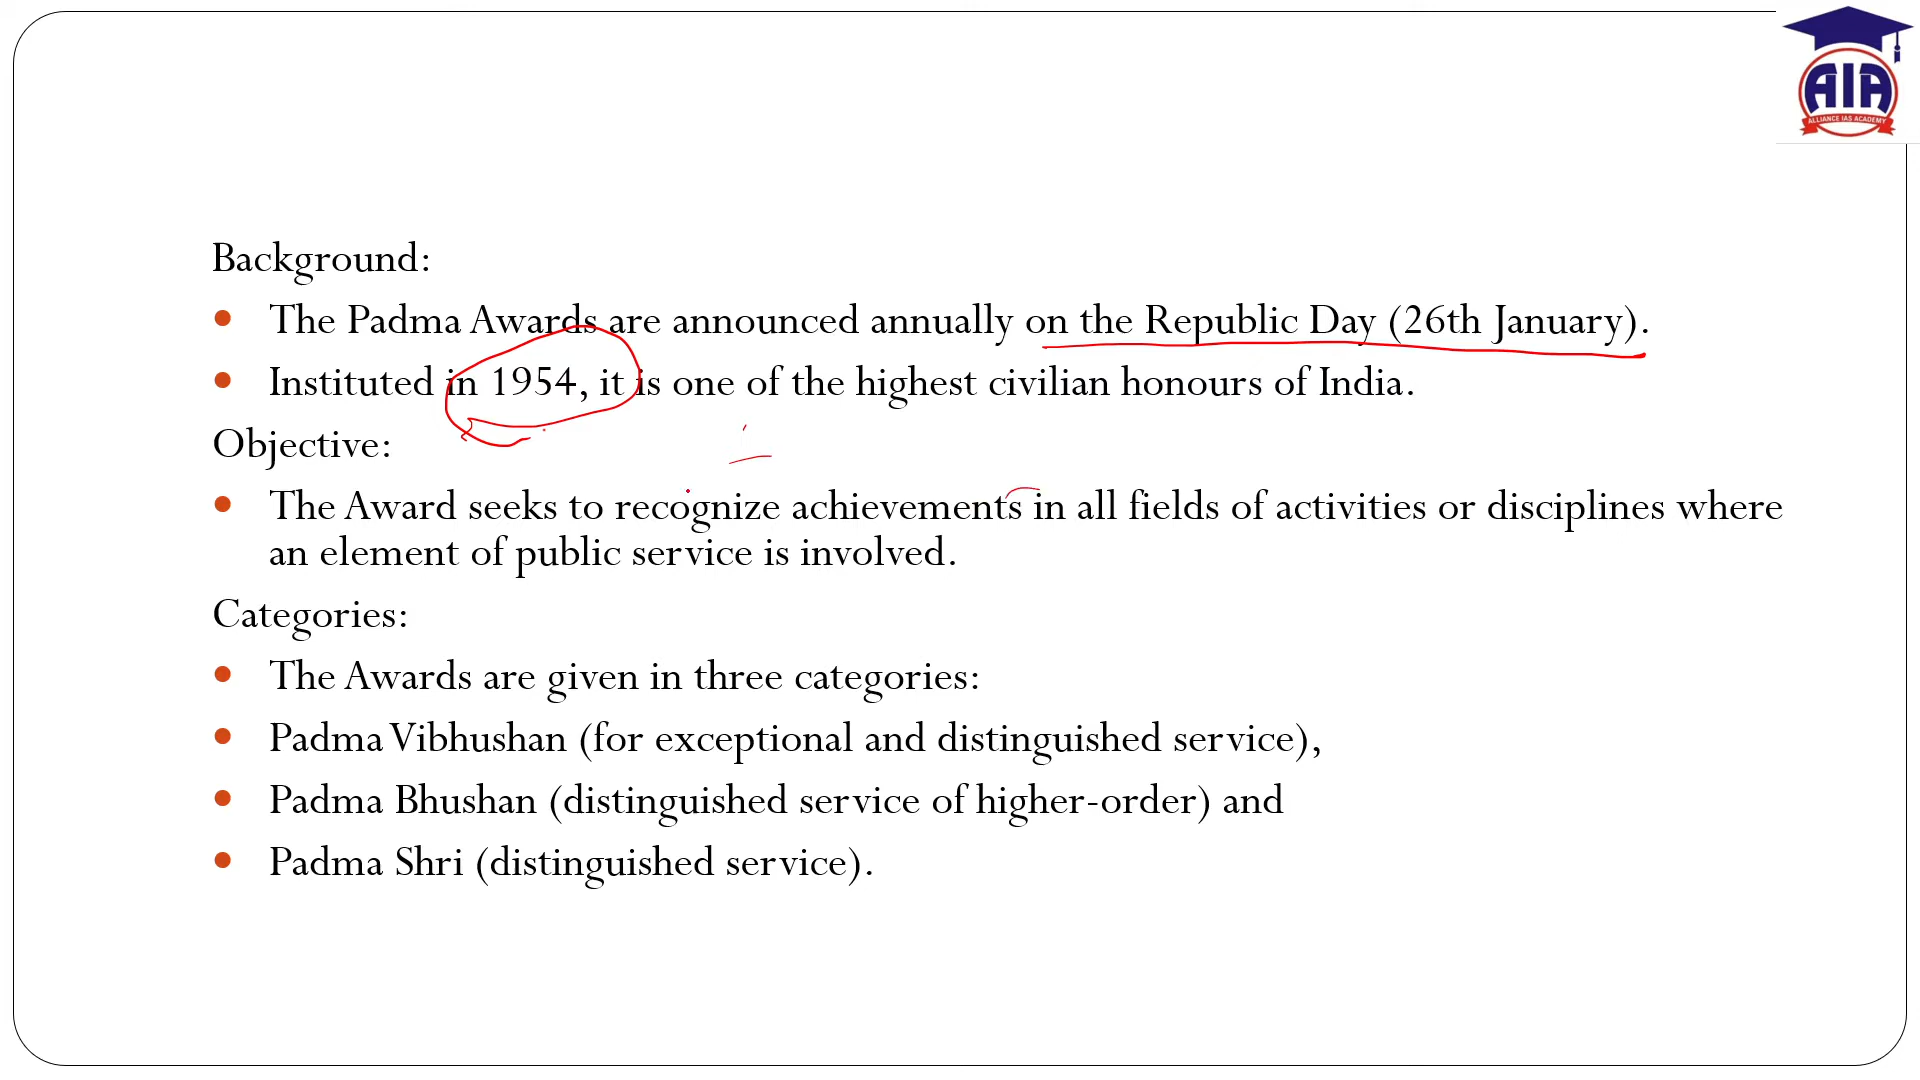 AIA
ALLIANCE IAS ACADEMY
Background:
• The Padma Awards are announced annually on the Republic Day (26th January).
• Instituted in 1954, it is one of the highest civilian honours of India.
Objective:
• The Award seeks to recognize achievements in all fields of activities or disciplines where
an element of public service is involved.
Categories:
• The Awards are given in three categories:
• Padma Vibhushan (for exceptional and distinguished service),
• Padma Bhushan (distinguished service of higher-order) and
• Padma Shri (distinguished service).